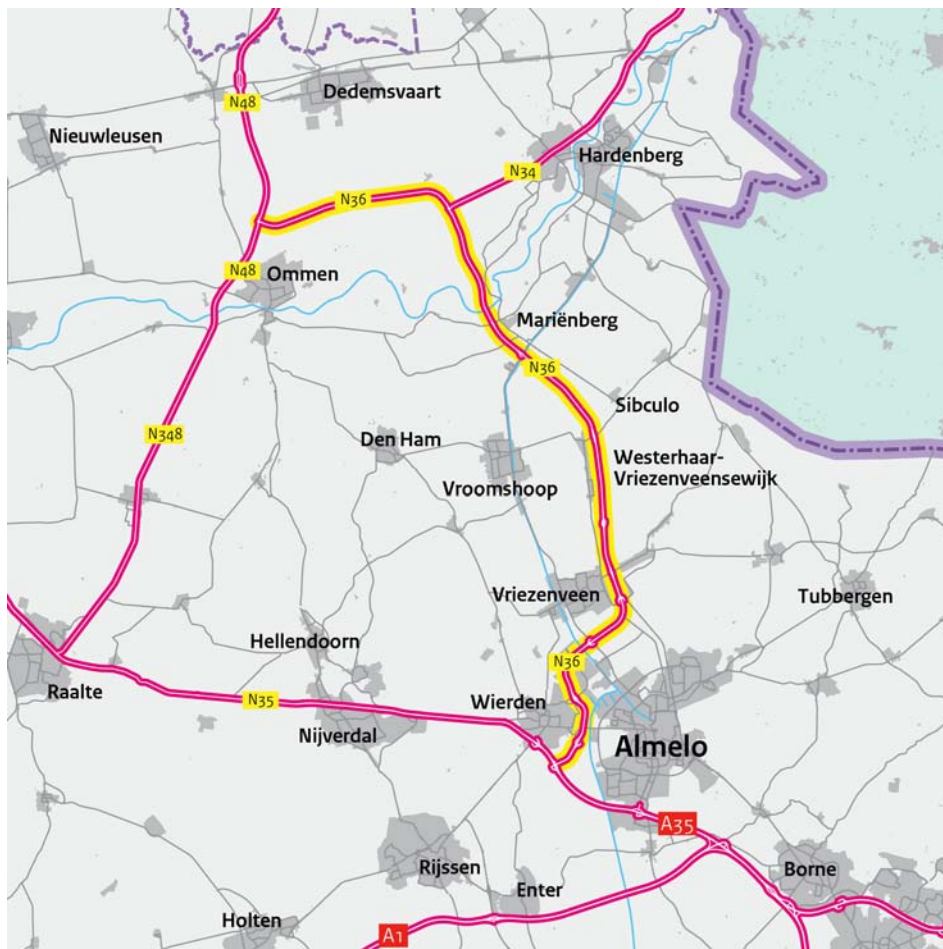 Dedemsvaart
N48
Nieuwleusen
Hardenberg
N34
N36
N48
Ommen
Mariënberg
N36
Sibculo
N348
Den Ham
Westerhaar-
Vriezenveensewijk
Vroomshoop
Vriezenveen
Tubbergen
Hellendoorn
N36
Raalte
N35
Wierden
Nijverdal
Almelo
A35
Rijssen
Borne
Enter
Holten
A1